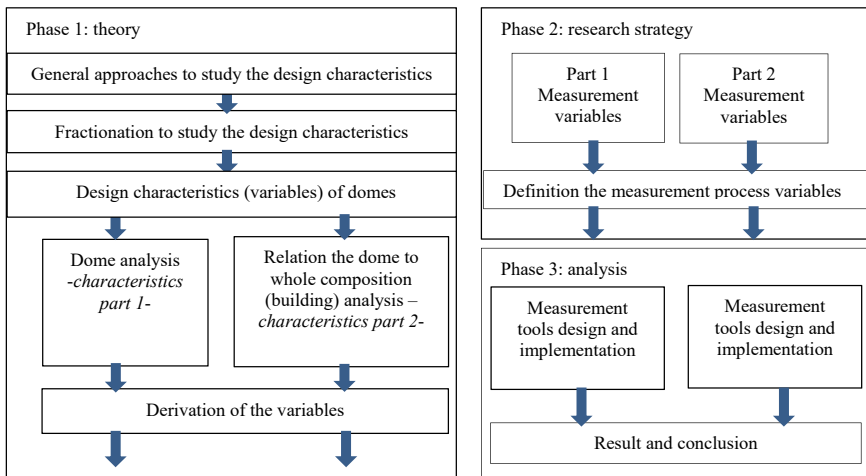 Phase 1: theory
General approaches to study the design characteristics
Fractionation to study the design characteristics
Design characteristics (variables) of domes
Dome analysis
-characteristics
part 1-
Relation the dome to
whole composition
(building) analysis –
characteristics part 2-
Derivation of the variables
Phase 2: research strategy
Part 1
Measurement
variables
Part 2
Measurement
variables
Definition the measurement process variables
Phase 3: analysis
Measurement
tools design and
implementation
Measurement
tools design and
implementation
Result and conclusion